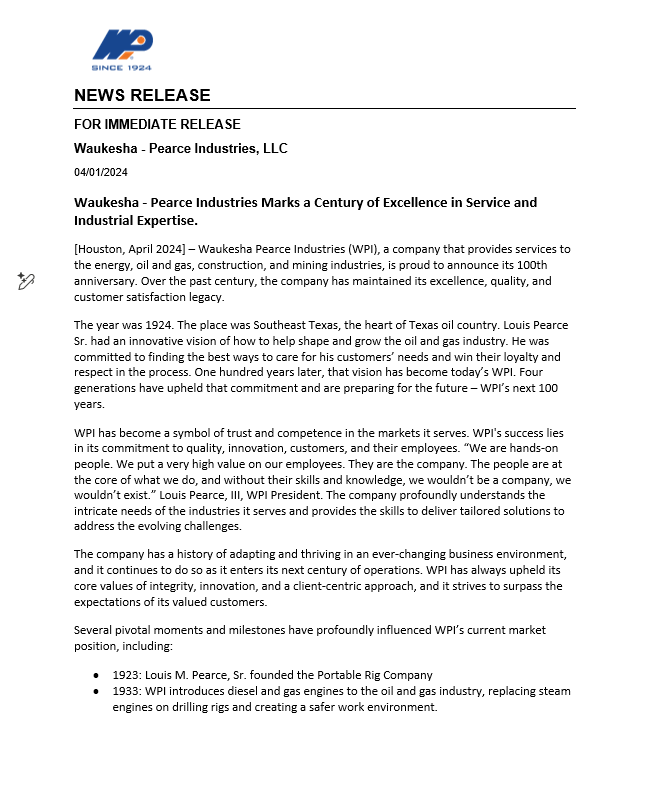 WP
SINCE 1924
NEWS RELEASE
FOR IMMEDIATE RELEASE
Waukesha - Pearce Industries, LLC
04/01/2024
Waukesha - Pearce Industries Marks a Century of Excellence in Service and
Industrial Expertise.
[Houston, April 2024] – Waukesha Pearce Industries (WPI), a company that provides services to
the energy, oil and gas, construction, and mining industries, is proud to announce its 100th
anniversary. Over the past century, the company has maintained its excellence, quality, and
customer satisfaction legacy.
The year was 1924. The place was Southeast Texas, the heart of Texas oil country. Louis Pearce
Sr. had an innovative vision of how to help shape and grow the oil and gas industry. He was
committed to finding the best ways to care for his customers’ needs and win their loyalty and
respect in the process. One hundred years later, that vision has become today’s WPI. Four
generations have upheld that commitment and are preparing for the future – WPI’s next 100
years.
WPI has become a symbol of trust and competence in the markets it serves. WPI's success lies
in its commitment to quality, innovation, customers, and their employees. “We are hands-on
people. We put a very high value on our employees. They are the company. The people are at
the core of what we do, and without their skills and knowledge, we wouldn’t be a company, we
wouldn’t exist.” Louis Pearce, III, WPI President. The company profoundly understands the
intricate needs of the industries it serves and provides the skills to deliver tailored solutions to
address the evolving challenges.
The company has a history of adapting and thriving in an ever-changing business environment,
and it continues to do so as it enters its next century of operations. WPI has always upheld its
core values of integrity, innovation, and a client-centric approach, and it strives to surpass the
expectations of its valued customers.
Several pivotal moments and milestones have profoundly influenced WPI’s current market
position, including:
● 1923: Louis M. Pearce, Sr. founded the Portable Rig Company
● 1933: WPI introduces diesel and gas engines to the oil and gas industry, replacing steam
engines on drilling rigs and creating a safer work environment.